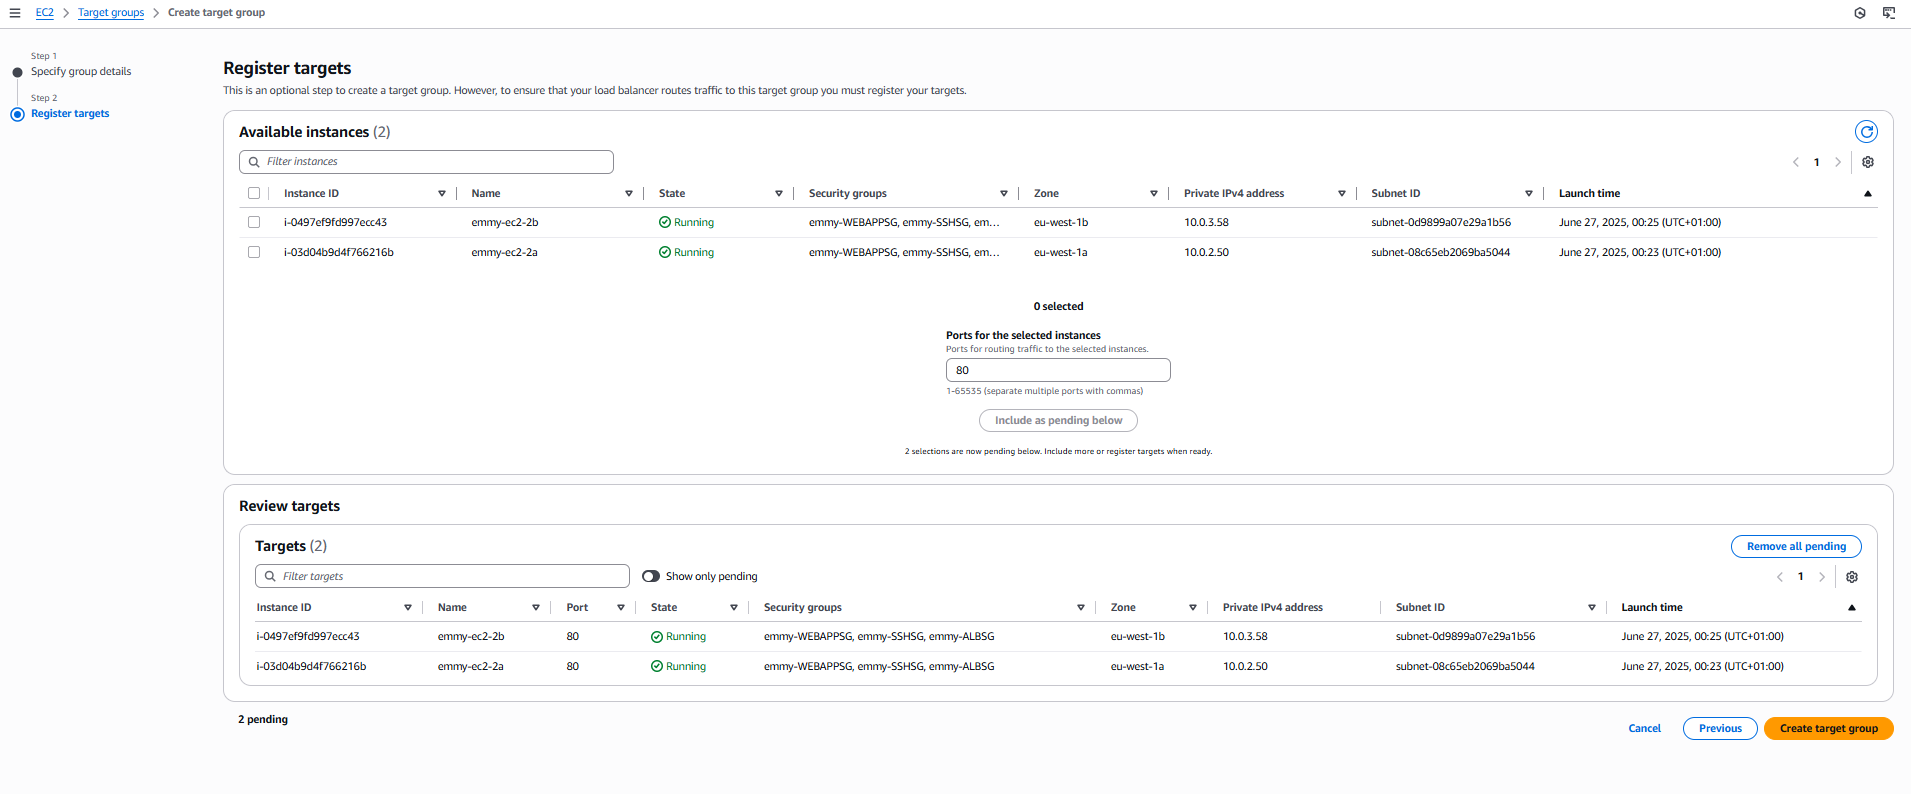 EC2 > Target groups > Create target group
Step 1
Specify group details
Step 2
Register targets
Register targets
This is an optional step to create a target group. However, to ensure that your load balancer routes traffic to this target group you must register your targets.
Available instances (2)
Filter instances
1
Instance ID Name State Security groups Zone Private IPv4 address Subnet ID Launch time
i-0497ef9fd997ecc43 emmy-ec2-2b Running emmy-WEBAPPSG, emmy-SSHSG, em... eu-west-1b 10.0.3.58 subnet-0d9899a07e29a1b56 June 27, 2025, 00:25 (UTC+01:00)
i-03d04b9d4f766216b emmy-ec2-2a Running emmy-WEBAPPSG, emmy-SSHSG, em... eu-west-1a 10.0.2.50 subnet-08c65eb2069ba5044 June 27, 2025, 00:23 (UTC+01:00)
0 selected
Ports for the selected instances
Ports for routing traffic to the selected instances.
80
1-65535 (separate multiple ports with commas)
Include as pending below
2 selections are now pending below. Include more or register targets when ready.
Review targets
Targets (2)
Remove all pending
Filter targets
Show only pending
1
Instance ID Name Port State Security groups Zone Private IPv4 address Subnet ID Launch time
i-0497ef9fd997ecc43 emmy-ec2-2b 80 Running emmy-WEBAPPSG, emmy-SSHSG, emmy-ALBSG eu-west-1b 10.0.3.58 subnet-0d9899a07e29a1b56 June 27, 2025, 00:25 (UTC+01:00)
i-03d04b9d4f766216b emmy-ec2-2a 80 Running emmy-WEBAPPSG, emmy-SSHSG, emmy-ALBSG eu-west-1a 10.0.2.50 subnet-08c65eb2069ba5044 June 27, 2025, 00:23 (UTC+01:00)
2 pending
Cancel
Previous
Create target group